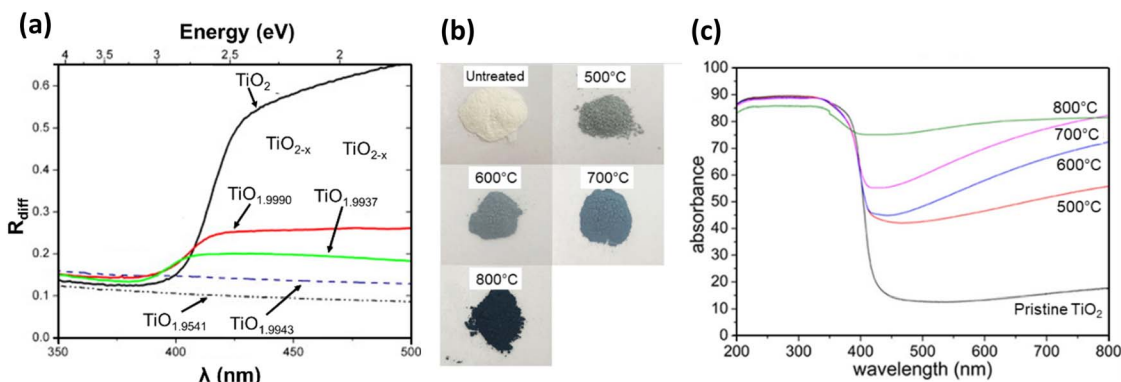 (a)
Energy (eV)
4 3.5 3 2.5 2
0.6
0.5
0.4
0.3
0.2
0.1
0.0
R_diff
TiO₂
TiO₂₋ₓ TiO₂₋ₓ
TiO₁.₉₉₉₀
TiO₁.₉₉₃₇
TiO₁.₉₅₄₁
TiO₁.₉₉₄₃
350 400 450 500
λ (nm)
(b)
Untreated 500°C
600°C 700°C
800°C
(c)
100
90
80
70
60
50
40
30
20
10
0
absorbance
800°C
700°C
600°C
500°C
Pristine TiO₂
200 300 400 500 600 700 800
wavelength (nm)